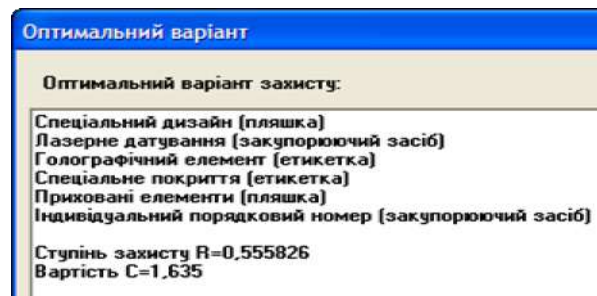 Оптимальний варіант
Оптимальний варіант захисту:
Спеціальний дизайн (пляшка)
Лазерне датування (закупорюючий засіб)
Голографічний елемент (етикетка)
Спеціальне покриття (етикетка)
Приховані елементи (пляшка)
Індивідуальний порядковий номер (закупорюючий засіб)
Ступінь захисту R=0,555826
Вартість C=1,635